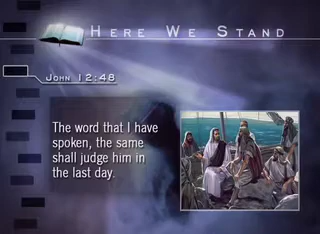 Here We Stand
John 12:48
The word that I have
spoken, the same
shall judge him in
the last day.